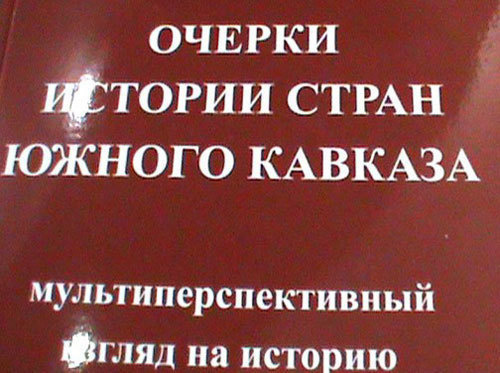 ОЧЕРКИ
ИСТОРИИ СТРАН
ЮЖНОГО КАВКАЗА
мультиперспективный
взгляд на историю